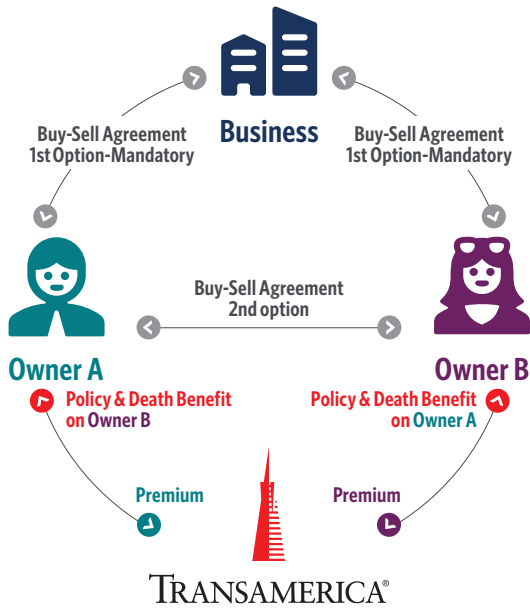 Business
Buy-Sell Agreement
1st Option-Mandatory
Buy-Sell Agreement
1st Option-Mandatory
Buy-Sell Agreement
2nd option
Owner A
Owner B
Policy & Death Benefit
on Owner B
Policy & Death Benefit
on Owner A
Premium
Premium
TRANSAMERICA®